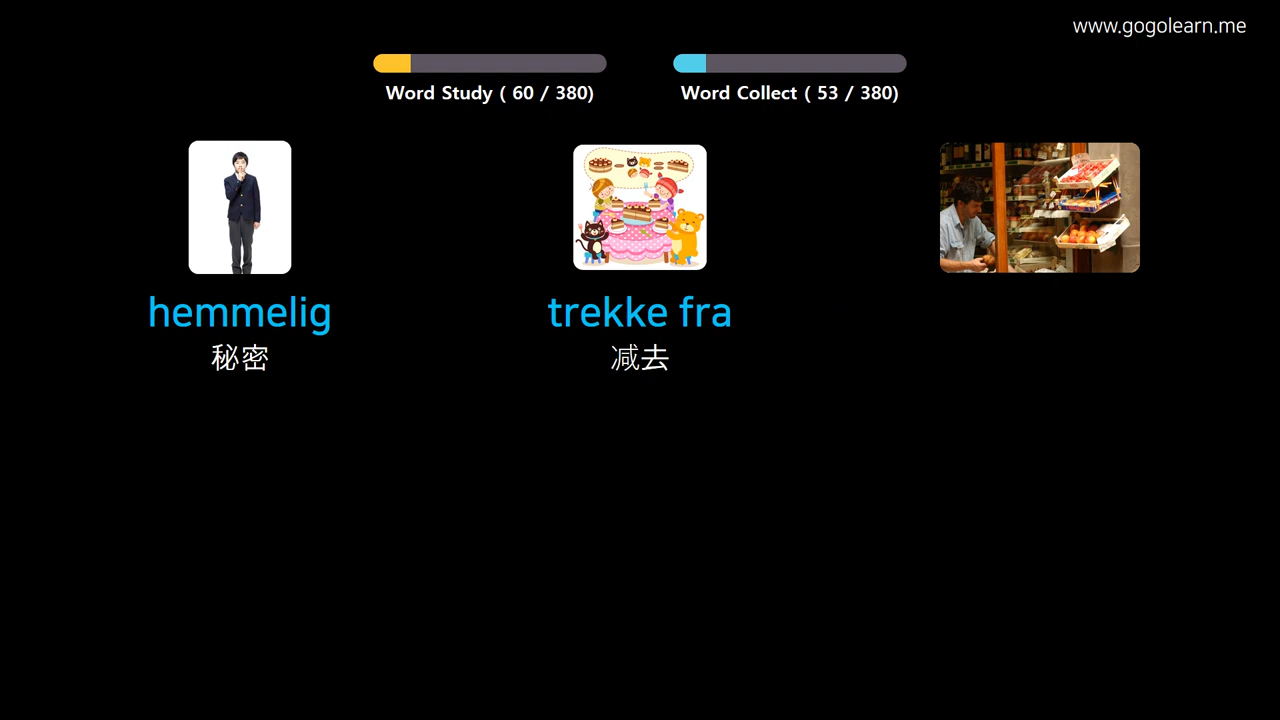 www.gogolearn.me
Word Study ( 60 / 380)
Word Collect ( 53 / 380)
hemmelig
秘密
trekke fra
减去